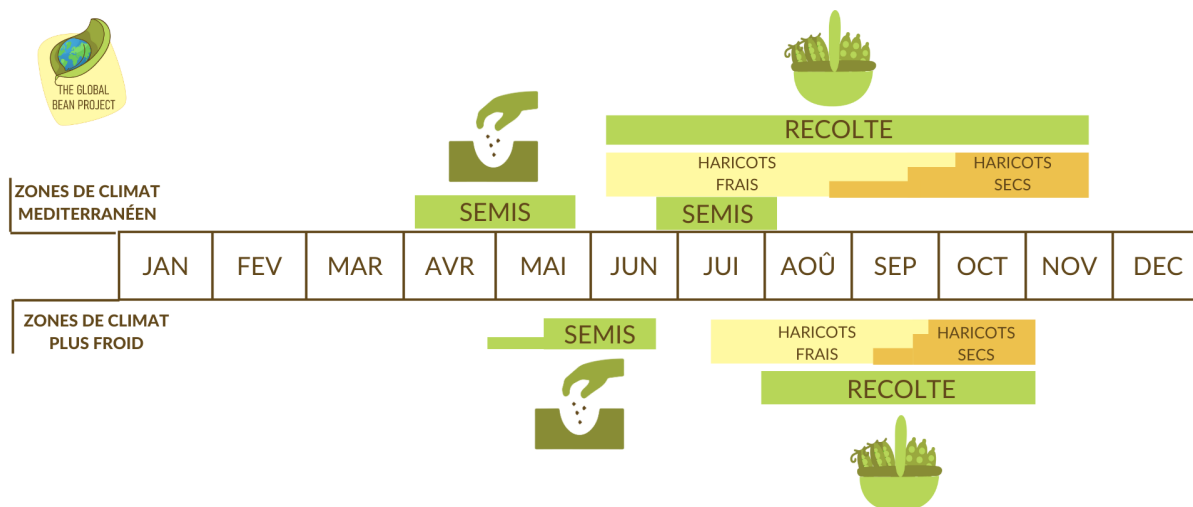 THE GLOBAL
BEAN PROJECT
RECOLTE
HARICOTS
FRAIS
HARICOTS
SECS
ZONES DE CLIMAT
MEDITERRANÉEN
SEMIS
SEMIS
JAN FEV MAR AVR MAI JUN JUI AOÛ SEP OCT NOV DEC
ZONES DE CLIMAT
PLUS FROID
SEMIS
HARICOTS
FRAIS
HARICOTS
SECS
RECOLTE